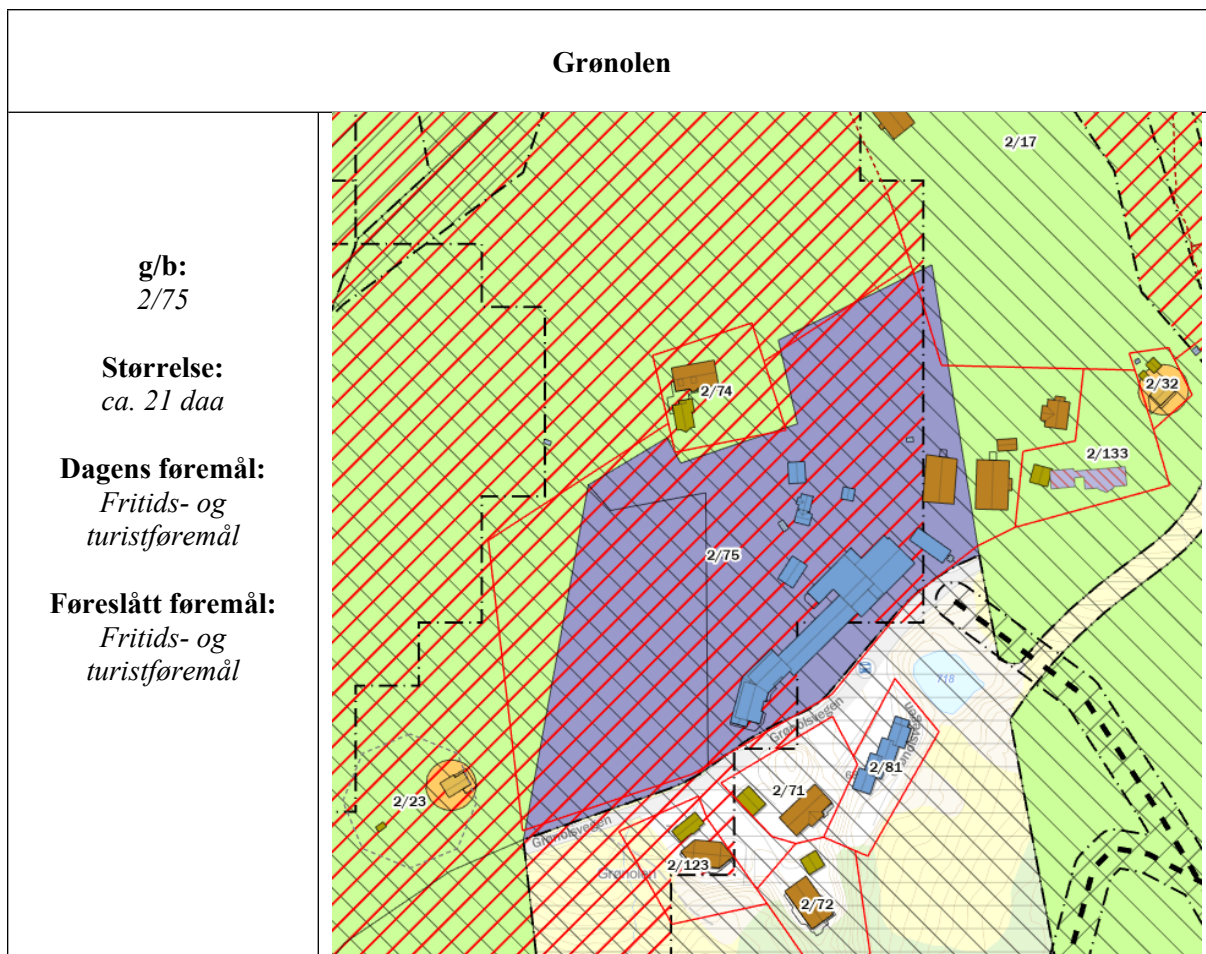 Grønolen
g/b:
2/75
Størrelse:
ca. 21 daa
Dagens føremål:
Fritids- og
turistføremål
Føreslått føremål:
Fritids- og
turistføremål
2/17
2/74
2/32
2/133
2/75
718
Grønolsvegen
2/81
2/71
2/23
Grønolsvegen
2/123
Grønolen
2/72